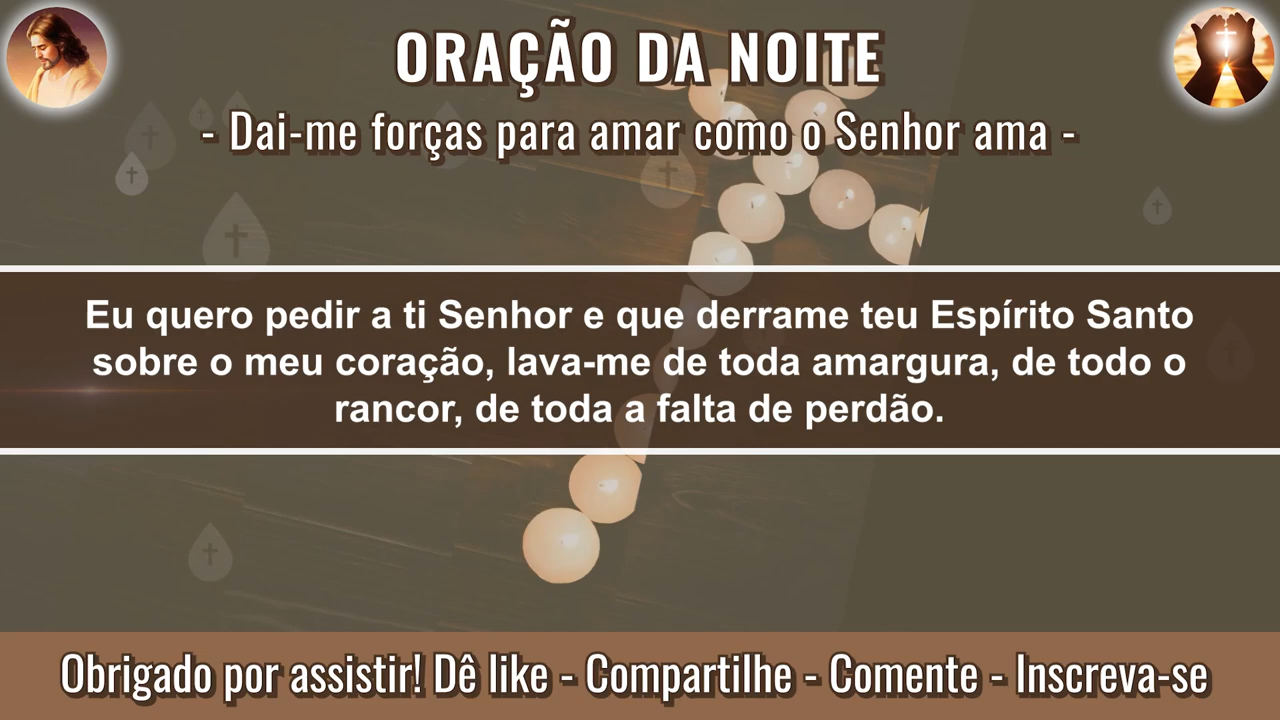 ORAÇÃO DA NOITE
- Dai-me forças para amar como o Senhor ama -
Eu quero pedir a ti Senhor e que derrame teu Espírito Santo
sobre o meu coração, lava-me de toda amargura, de todo o
rancor, de toda a falta de perdão.
Obrigado por assistir! Dê like - Compartilhe - Comente - Inscreva-se